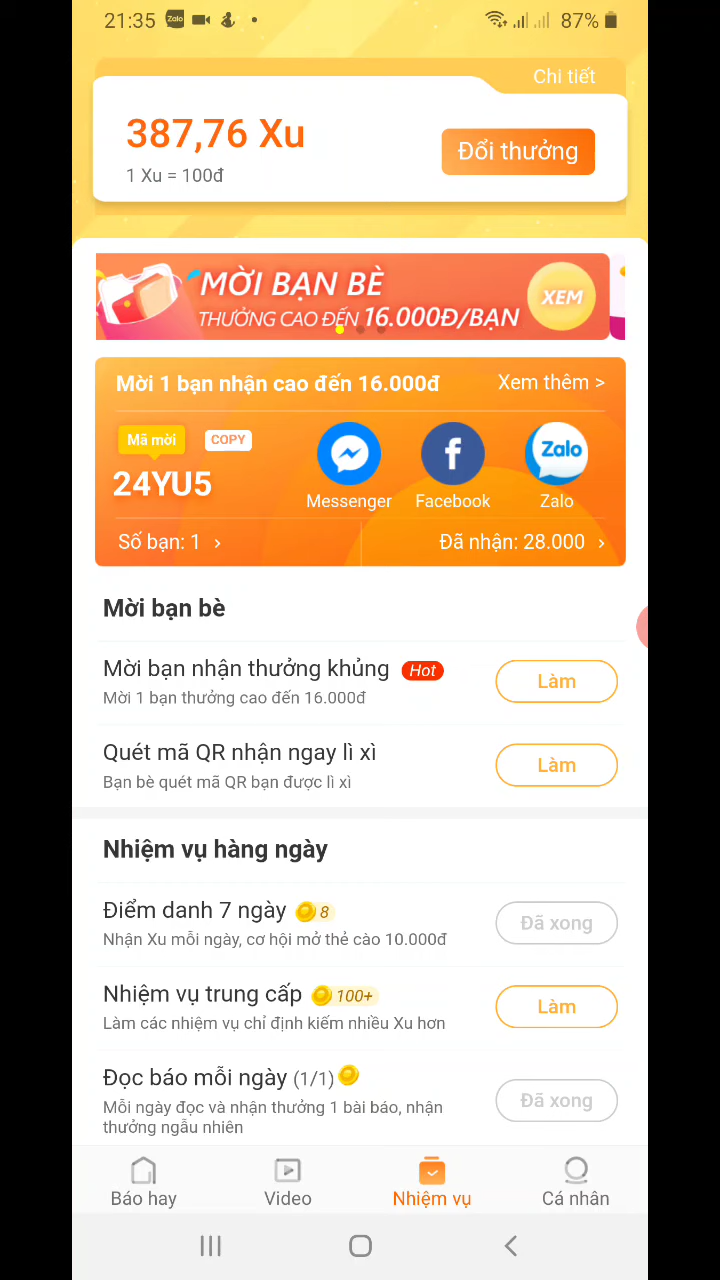 21:35 Zalo 87%
Chi tiết
387,76 Xu
Đổi thưởng
1 Xu = 100đ
MỜI BẠN BÈ
THƯỞNG CAO ĐẾN 16.000Đ/BẠN
XEM
Mời 1 bạn nhận cao đến 16.000đ
Xem thêm >
Mã mời COPY
24YU5
Zalo
Messenger Facebook Zalo
Số bạn: 1 >
Đã nhận: 28.000 >
Mời bạn bè
Mời bạn nhận thưởng khủng Hot
Mời 1 bạn thưởng cao đến 16.000đ
Làm
Quét mã QR nhận ngay lì xì
Bạn bè quét mã QR bạn được lì xì
Làm
Nhiệm vụ hàng ngày
Điểm danh 7 ngày 8
Nhận Xu mỗi ngày, cơ hội mở thẻ cào 10.000đ
Đã xong
Nhiệm vụ trung cấp 100+
Làm các nhiệm vụ chỉ định kiếm nhiều Xu hơn
Làm
Đọc báo mỗi ngày (1/1)
Mỗi ngày đọc và nhận thưởng 1 bài báo, nhận
thưởng ngẫu nhiên
Đã xong
Báo hay Video Nhiệm vụ Cá nhân